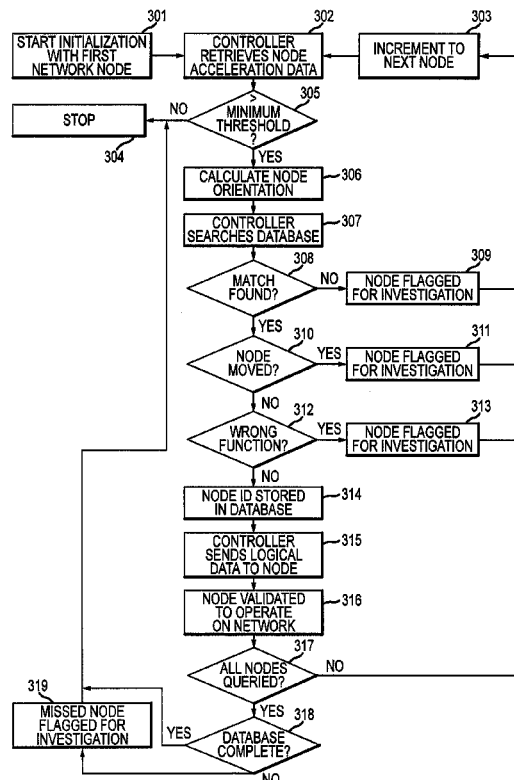 301
START INITIALIZATION
WITH FIRST
NETWORK NODE
302
CONTROLLER
RETRIEVES NODE
ACCELERATION DATA
303
INCREMENT TO
NEXT NODE
304
STOP
NO
305
>
MINIMUM
THRESHOLD
?
YES
306
CALCULATE NODE
ORIENTATION
307
CONTROLLER
SEARCHES DATABASE
308
MATCH
FOUND?
NO
309
NODE FLAGGED
FOR INVESTIGATION
YES
310
NODE
MOVED?
YES
311
NODE FLAGGED
FOR INVESTIGATION
NO
312
WRONG
FUNCTION?
YES
313
NODE FLAGGED
FOR INVESTIGATION
NO
314
NODE ID STORED
IN DATABASE
315
CONTROLLER
SENDS LOGICAL
DATA TO NODE
316
NODE VALIDATED
TO OPERATE
ON NETWORK
317
ALL NODES
QUERIED?
NO
YES
318
DATABASE
COMPLETE?
YES
NO
319
MISSED NODE
FLAGGED FOR
INVESTIGATION